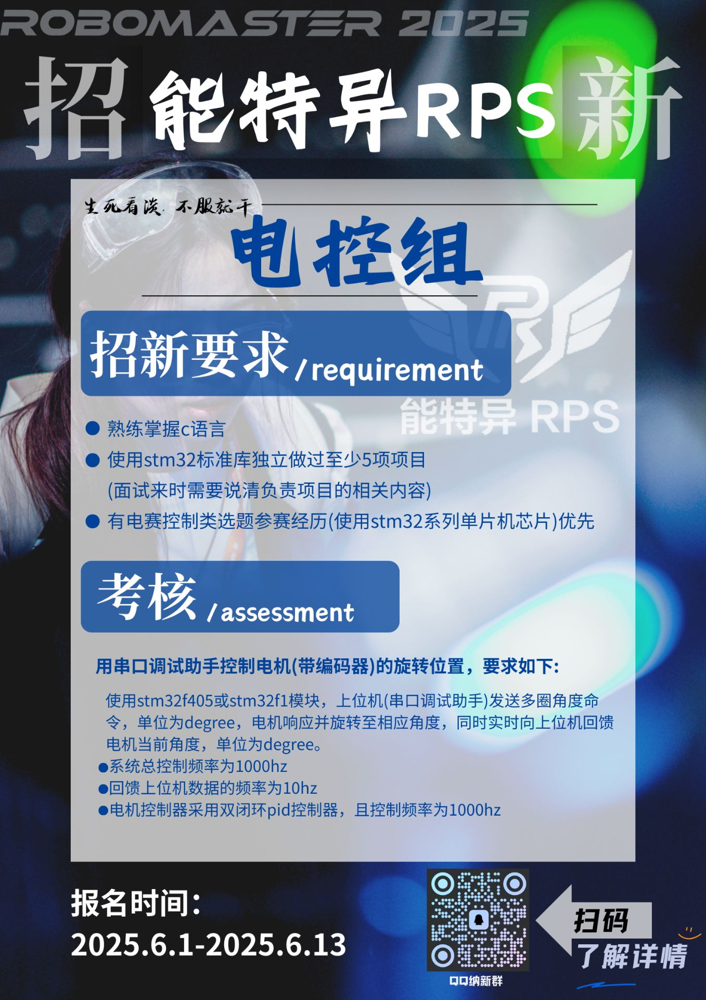 ROBOMASTER 2025
招 能特异RPS 新
生死看淡，不服就干
电控组
招新要求/requirement
能特异 RPS
熟练掌握c语言
使用stm32标准库独立做过至少5项项目
(面试来时需要说清负责项目的相关内容)
有电赛控制类选题参赛经历(使用stm32系列单片机芯片)优先
考核/assessment
用串口调试助手控制电机(带编码器)的旋转位置，要求如下:
使用stm32f405或stm32f1模块，上位机(串口调试助手)发送多圈角度命
令，单位为degree，电机响应并旋转至相应角度，同时实时向上位机回馈
电机当前角度，单位为degree。
●系统总控制频率为1000hz
●回馈上位机数据的频率为10hz
●电机控制器采用双闭环pid控制器，且控制频率为1000hz
报名时间：
2025.6.1-2025.6.13
扫码
了解详情
QQ纳新群